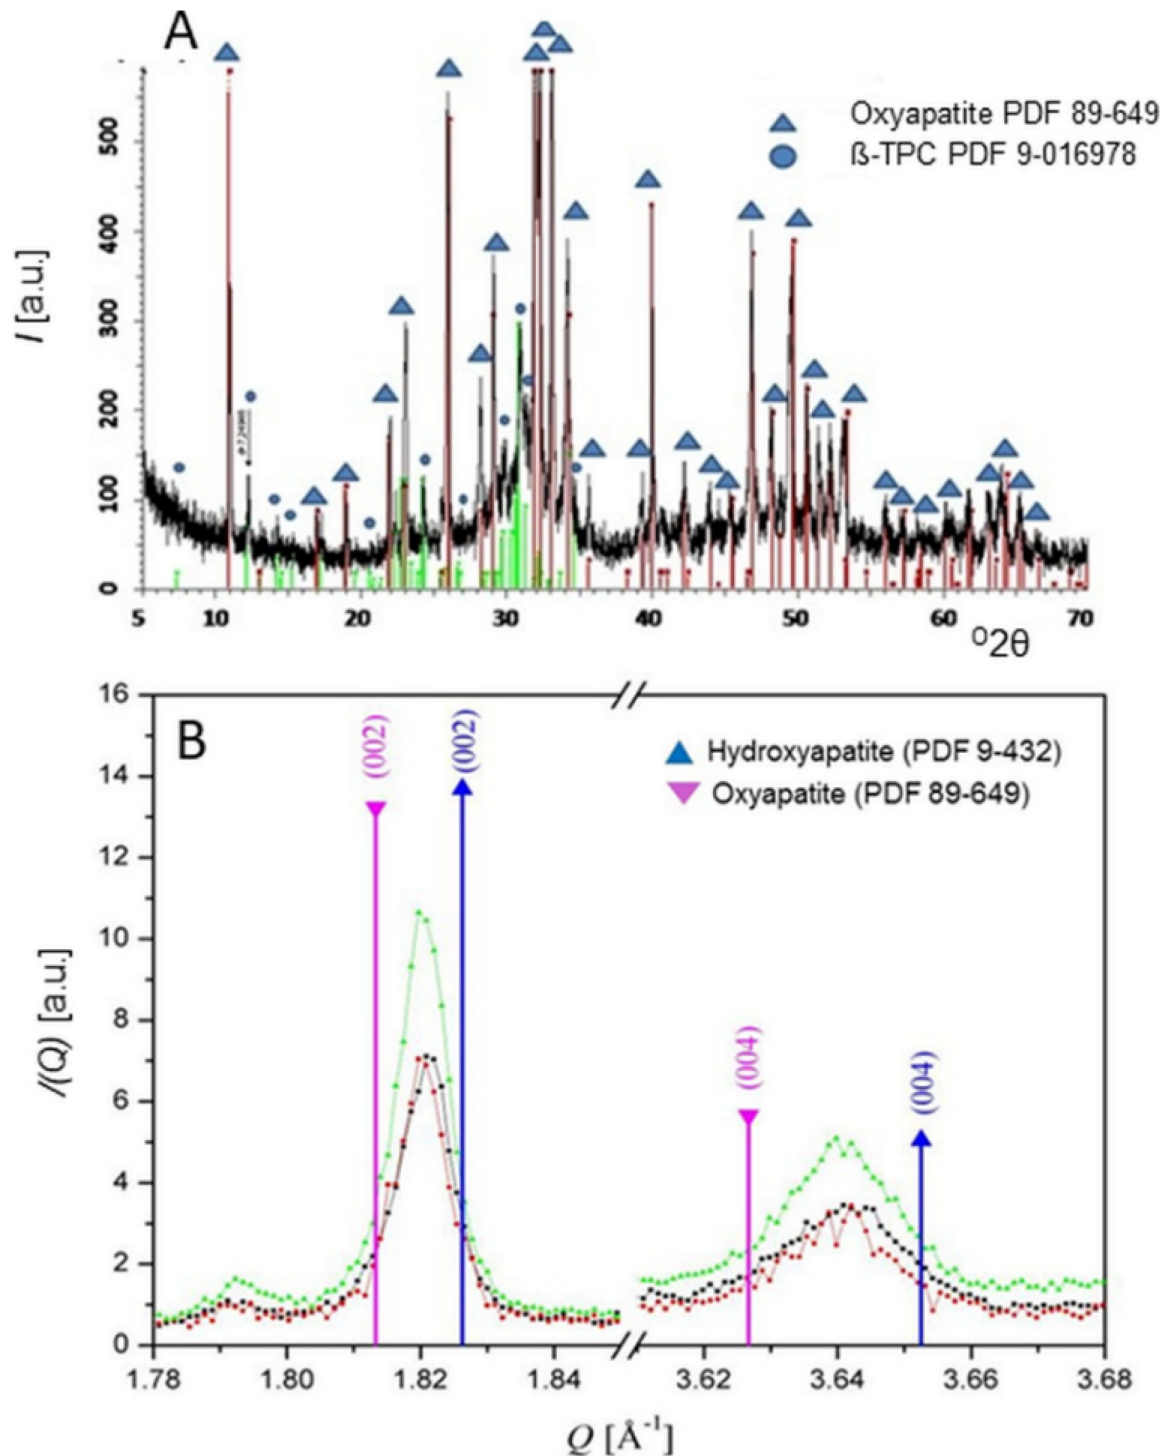 A
Oxyapatite PDF 89-649
ß-TPC PDF 9-016978
I [a.u.]
500
400
300
200
100
0
5 10 20 30 40 50 60 70
O2θ
B
Hydroxyapatite (PDF 9-432)
Oxyapatite (PDF 89-649)
(002)
(002)
(004)
(004)
I(Q) [a.u.]
16
14
12
10
8
6
4
2
0
1.78 1.80 1.82 1.84 3.62 3.64 3.66 3.68
Q [Å-1]